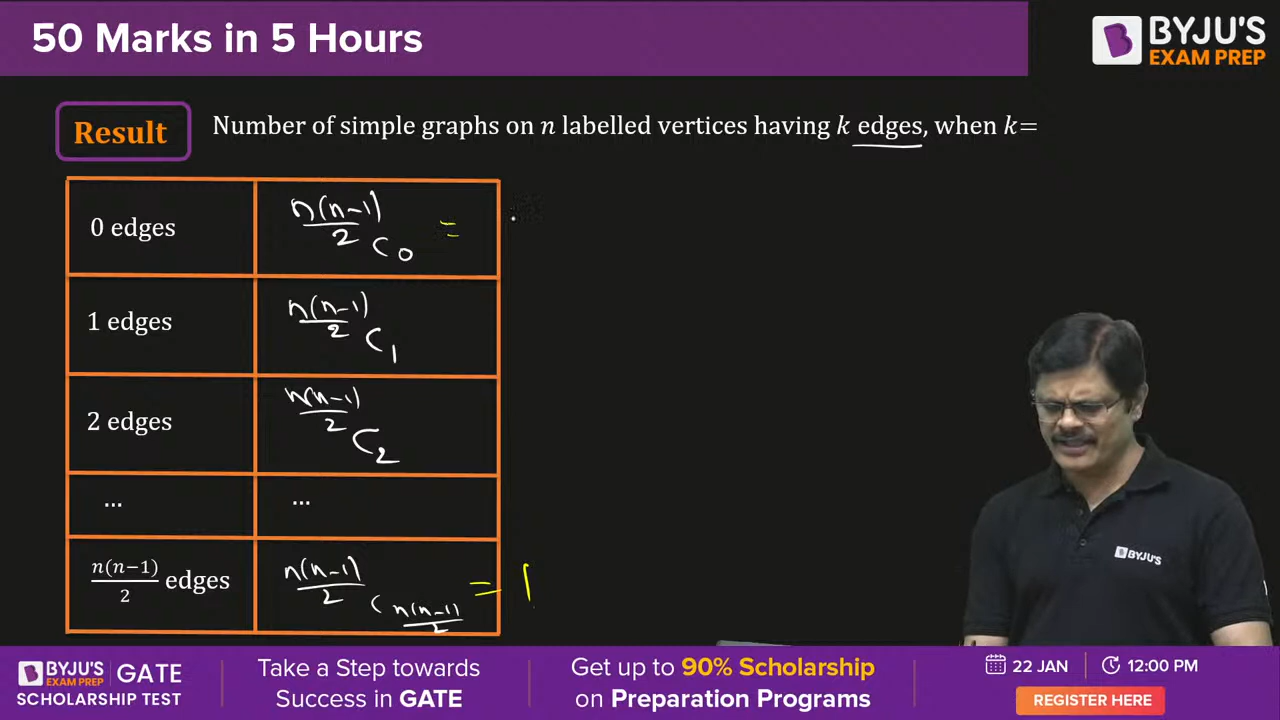 50 Marks in 5 Hours
BYJU'S
EXAM PREP
Result
Number of simple graphs on n labelled vertices having k edges, when k=
0 edges
n(n-1)/2 C 0 =
1 edges
n(n-1)/2 C 1
2 edges
n(n-1)/2 C 2
...
...
n(n−1)/2 edges
n(n-1)/2 C n(n-1)/2 = 1
BYJU'S
BYJU'S
EXAM PREP
GATE
SCHOLARSHIP TEST
Take a Step towards
Success in GATE
Get up to 90% Scholarship
on Preparation Programs
22 JAN
12:00 PM
REGISTER HERE